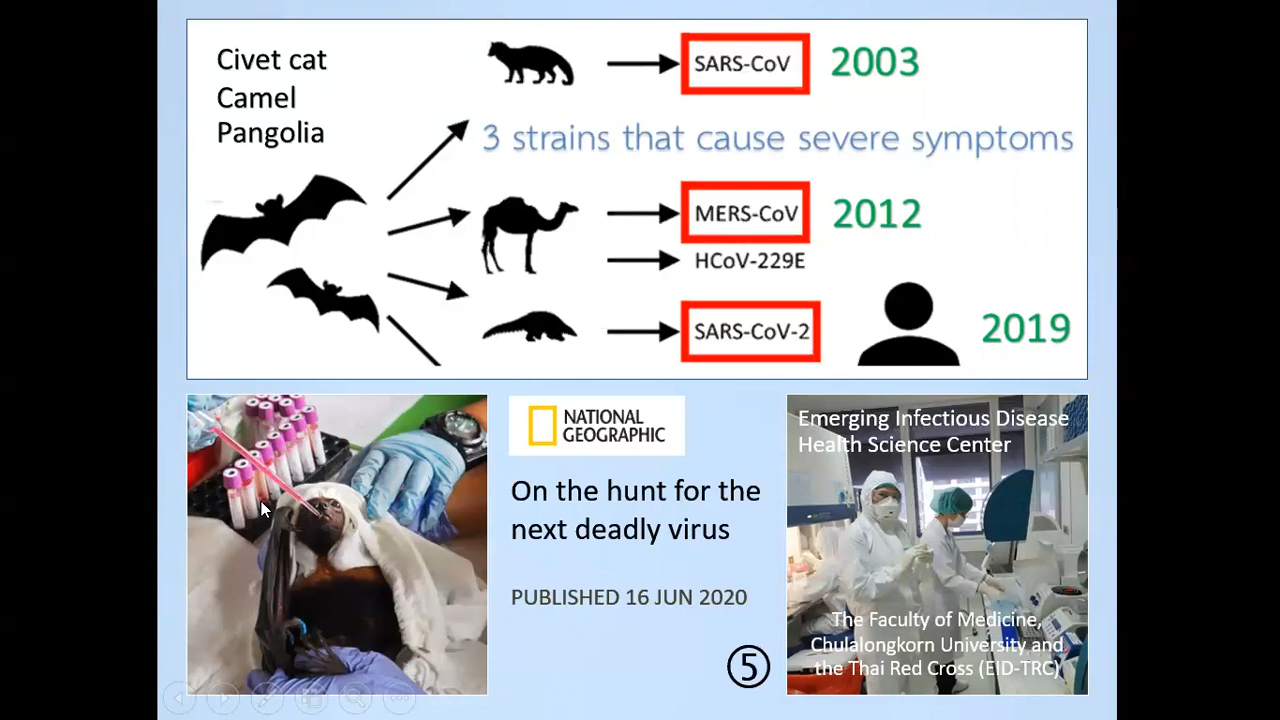 Civet cat
Camel
Pangolia
SARS-CoV 2003
3 strains that cause severe symptoms
MERS-CoV 2012
HCoV-229E
SARS-CoV-2 2019
NATIONAL
GEOGRAPHIC
On the hunt for the
next deadly virus
PUBLISHED 16 JUN 2020
⑤
Emerging Infectious Disease
Health Science Center
The Faculty of Medicine,
Chulalongkorn University and
the Thai Red Cross (EID-TRC)